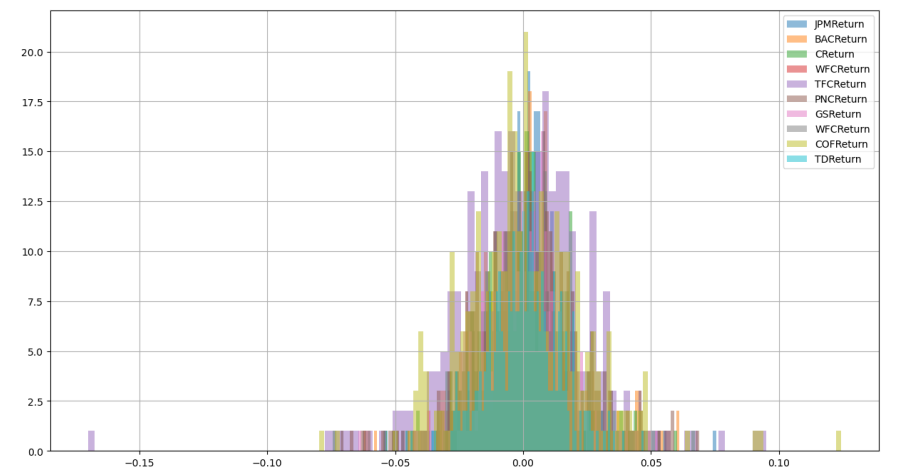 20.0
17.5
15.0
12.5
10.0
7.5
5.0
2.5
0.0
−0.15 −0.10 −0.05 0.00 0.05 0.10
JPMReturn
BACReturn
CReturn
WFCReturn
TFCReturn
PNCReturn
GSReturn
WFCReturn
COFReturn
TDReturn